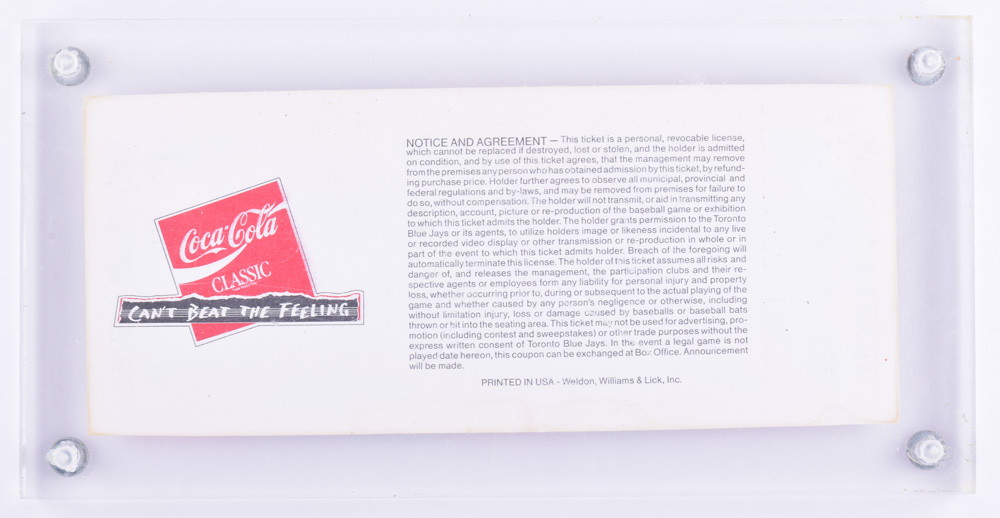 Coca-Cola
CLASSIC
CAN'T BEAT THE FEELING
NOTICE AND AGREEMENT — This ticket is a personal, revocable license,
which cannot be replaced if destroyed, lost or stolen, and the holder is admitted
on condition, and by use of this ticket agrees, that the management may remove
from the premises any person who has obtained admission by this ticket, by refund-
ing purchase price. Holder further agrees to observe all municipal, provincial and
federal regulations and by-laws, and may be removed from premises for failure to
do so, without compensation. The holder will not transmit, or aid in transmitting any
description, account, picture or re-production of the baseball game or exhibition
to which this ticket admits the holder. The holder grants permission to the Toronto
Blue Jays or its agents, to utilize holders image or likeness incidental to any live
or recorded video display or other transmission or re-production in whole or in
part of the event to which this ticket admits holder. Breach of the foregoing will
automatically terminate this license. The holder of this ticket assumes all risks and
danger of, and releases the management, the participation clubs and their re-
spective agents or employees form any liability for personal injury and property
loss, whether occurring prior to, during or subsequent to the actual playing of the
game and whether caused by any person's negligence or otherwise, including
without limitation injury, loss or damage caused by baseballs or baseball bats
thrown or hit into the seating area. This ticket may not be used for advertising, pro-
motion (including contest and sweepstakes) or other trade purposes without the
express written consent of Toronto Blue Jays. In the event a legal game is not
played date hereon, this coupon can be exchanged at Box Office. Announcement
will be made.
PRINTED IN USA - Weldon, Williams & Lick, Inc.